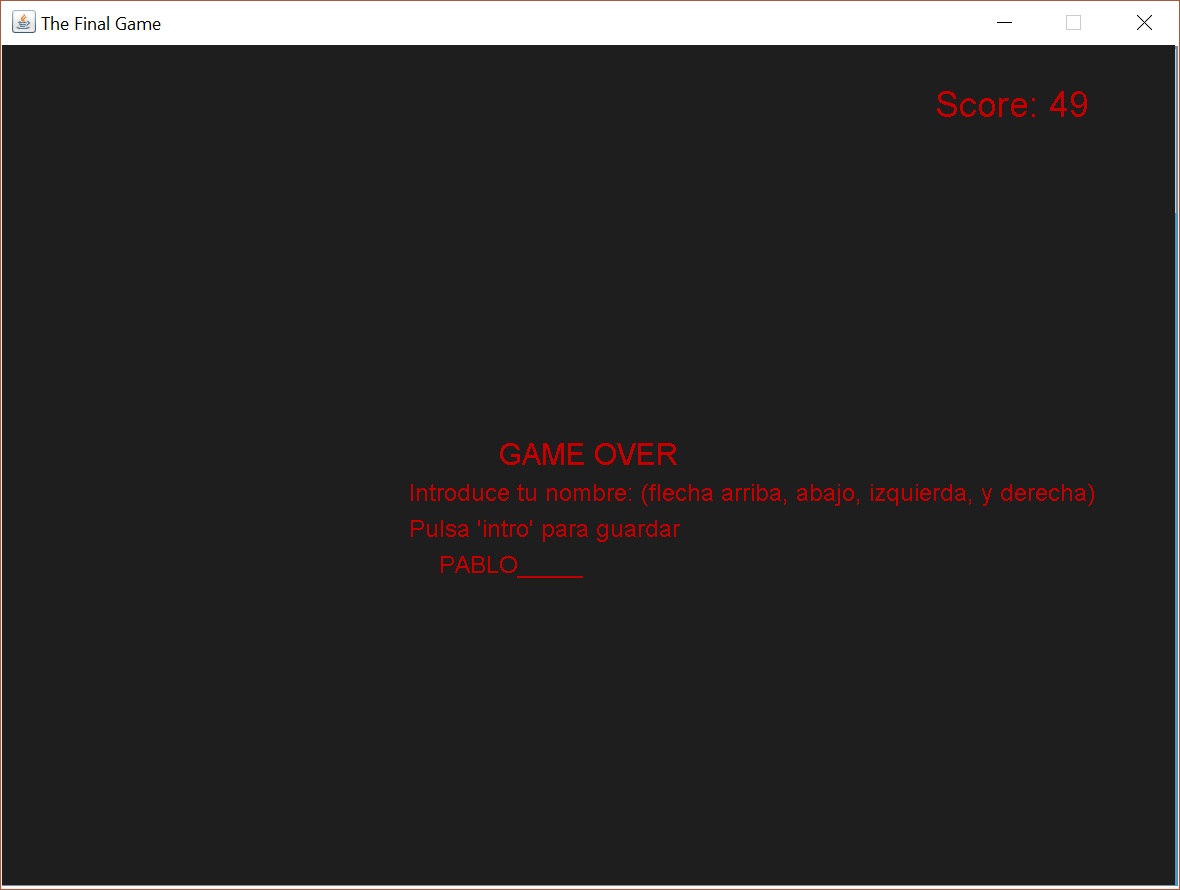 The Final Game
Score: 49
GAME OVER
Introduce tu nombre: (flecha arriba, abajo, izquierda, y derecha)
Pulsa 'intro' para guardar
PABLO_____